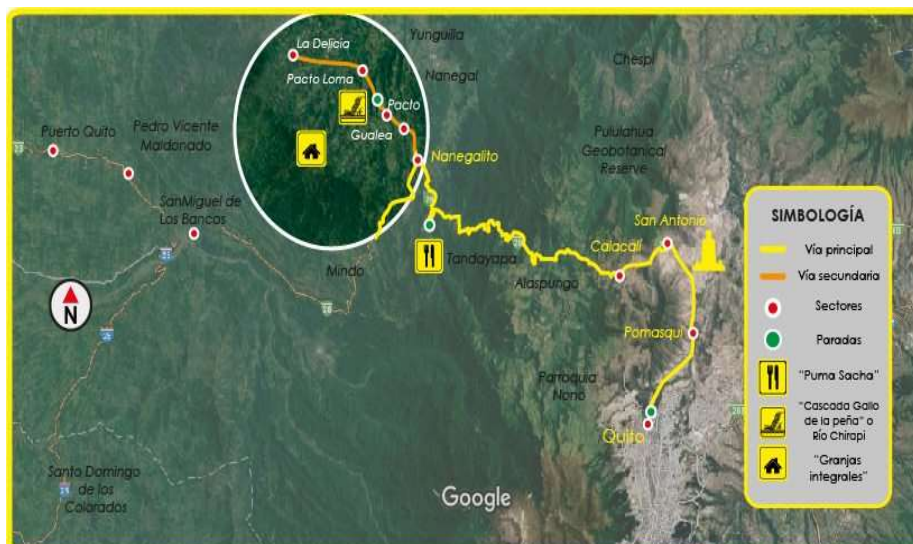 La Delicia
Yunguilla
Pacto Loma
Nanegal
Chespi
Pacto
Gualea
Puerto Quito
Pedro Vicente
Maldonado
Nanegalito
Pululahua
Geobotanical
Reserve
SanMiguel de
Los Bancos
San Antonio
Calacalí
Mindo
Tandayapa
Alaspungo
N
Pomasqui
Parroquia
Nono
Quito
Santo Domingo
de los
Colorados
Google
SIMBOLOGÍA
Vía principal
Vía secundaria
Sectores
Paradas
"Puma Sacha"
"Cascada Gallo
de la peña" o
Río Chirapi
"Granjas
integrales"